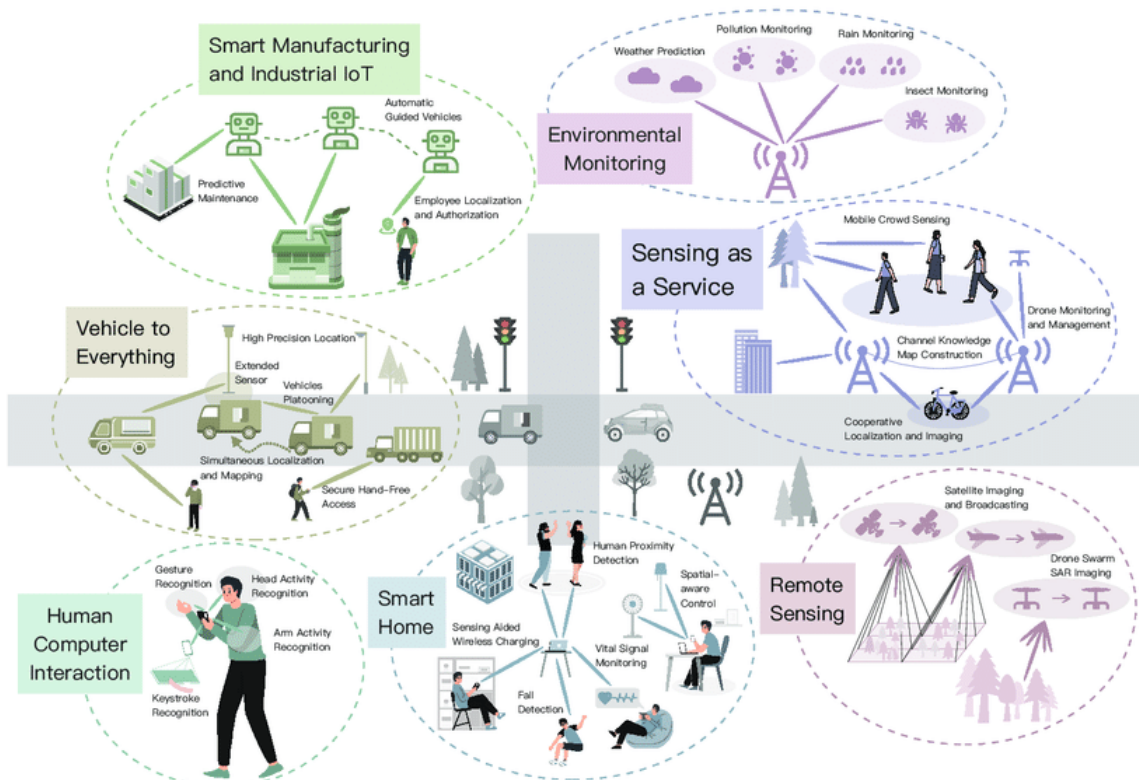 Smart Manufacturing
and Industrial IoT
Automatic
Guided Vehicles
Predictive
Maintenance
Employee Localization
and Authorization
Environmental
Monitoring
Weather Prediction
Pollution Monitoring
Rain Monitoring
Insect Monitoring
Sensing as
a Service
Mobile Crowd Sensing
Drone Monitoring
and Management
Channel Knowledge
Map Construction
Cooperative
Localization and Imaging
Vehicle to
Everything
High Precision Location
Extended
Sensor
Vehicles
Platooning
Simultaneous Localization
and Mapping
Secure Hand-Free
Access
Human
Computer
Interaction
Gesture
Recognition
Head Activity
Recognition
Arm Activity
Recognition
Keystroke
Recognition
Smart
Home
Human Proximity
Detection
Spatial-
aware
Control
Sensing Aided
Wireless Charging
Vital Signal
Monitoring
Fall
Detection
Remote
Sensing
Satellite Imaging
and Broadcasting
Drone Swarm
SAR Imaging